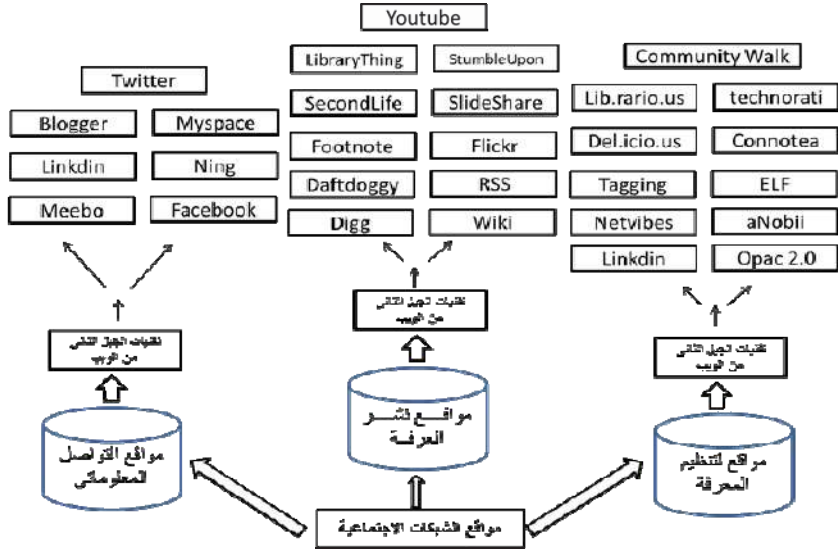 Youtube
LibraryThing
StumbleUpon
SecondLife
SlideShare
Footnote
Flickr
Daftdoggy
RSS
Digg
Wiki
Twitter
Blogger
Myspace
Linkdin
Ning
Meebo
Facebook
Community Walk
Lib.rario.us
technorati
Del.icio.us
Connotea
Tagging
ELF
Netvibes
aNobii
Linkdin
Opac 2.0
تقنيات الجيل الثاني
من الويب
تقنيات الجيل الثاني
من الويب
تقنيات الجيل الثاني
من الويب
مواقع نشر
العرفة
مواقع التواصل
المعلوماتي
مواقع لتنظيم
المعرفة
مواقع الشبكات الاجتماعية